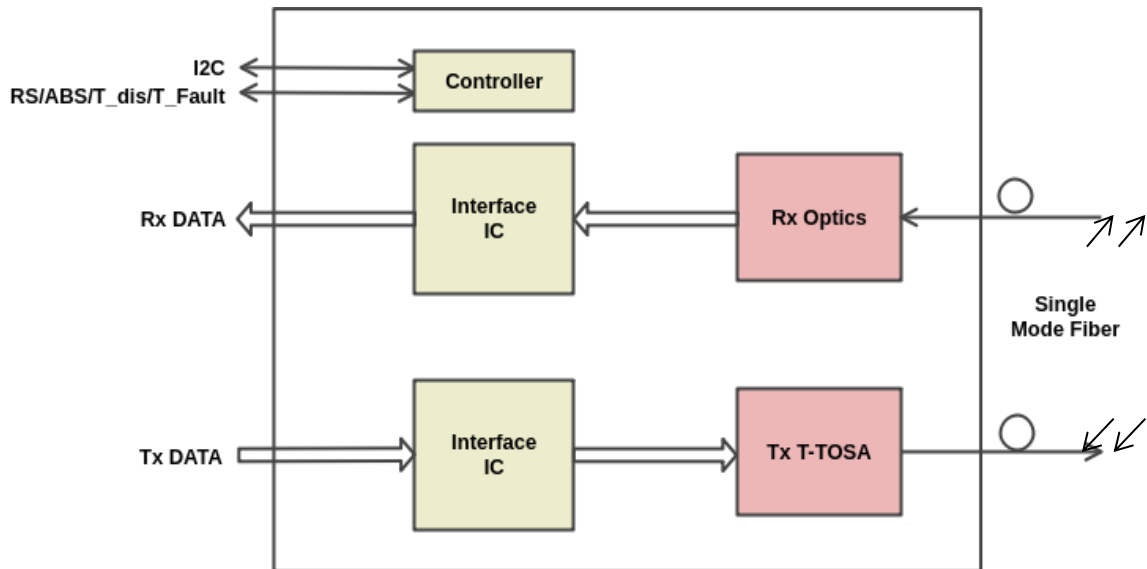 I2C
RS/ABS/T_dis/T_Fault
Controller
Rx DATA
Interface
IC
Rx Optics
Single
Mode Fiber
Tx DATA
Interface
IC
Tx T-TOSA